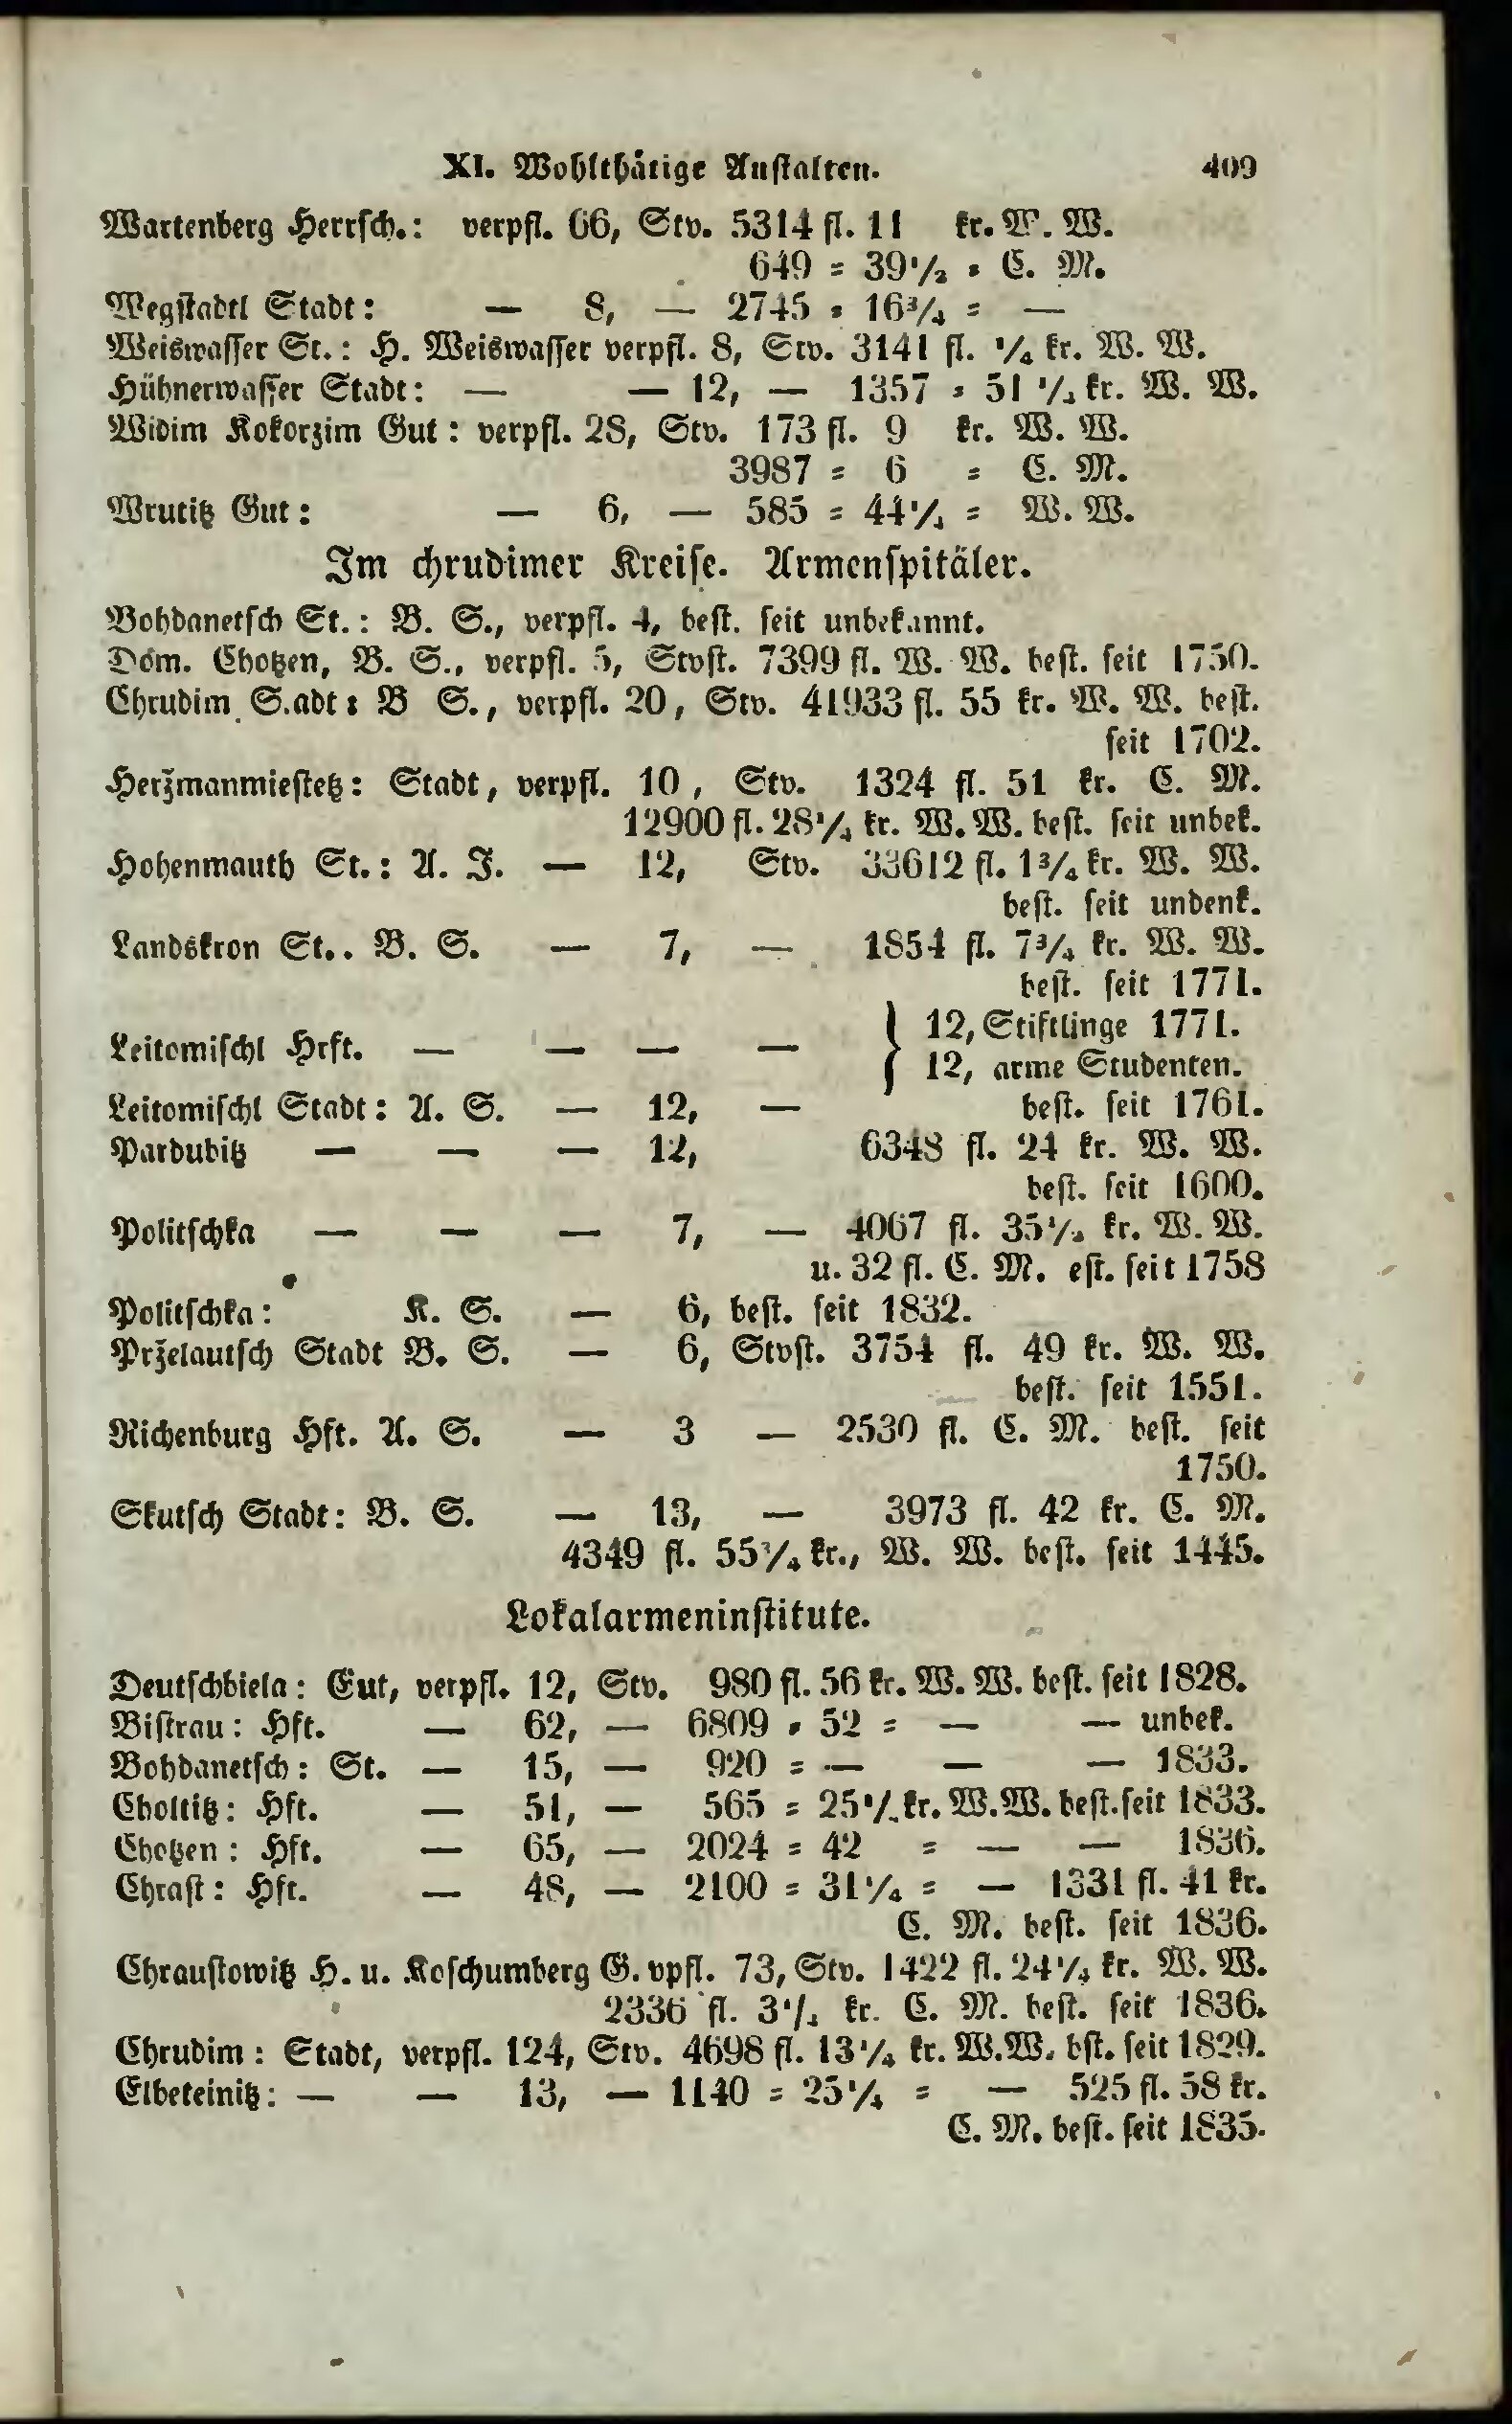 XI. Wohlthätige Anstalten. 409
Wartenberg Herrsch.: verpfl. 66, Stv. 5314 fl. 11 kr. W. W.
649 = 39½ = C. M.
Wegstadtl Stadt: — 8, — 2745 = 16¾ = —
Weißwasser St.: H. Weißwasser verpfl. 8, Stv. 3141 fl. ¼ kr. W. W.
Hühnerwasser Stadt: — — 12, — 1357 = 51 kr. W. W.
Widim Kokorzim Gut: verpfl. 28, Stv. 173 fl. 9 kr. W. W.
3987 = 6 = C. M.
Wrutitz Gut: — 6, — 585 = 44¼ = W. W.
Im chrudimer Kreise. Armenspitäler.
Bohdanetsch St.: B. S., verpfl. 4, best. seit unbekannt.
Dom. Chotzen, B. S., verpfl. 5, Stvst. 7399 fl. W. W. best. seit 1750.
Chrudim Stadt: B S., verpfl. 20, Stv. 41933 fl. 55 kr. W. W. best.
seit 1702.
Heržmanmiestetz: Stadt, verpfl. 10, Stv. 1324 fl. 51 kr. C. M.
12900 fl. 28¼ kr. W. W. best. seit unbek.
Hohenmauth St.: A. J. — 12, Stv. 33612 fl. 1¾ kr. W. W.
best. seit undenk.
Landskron St.. B. S. — 7, — 1854 fl. 7¾ kr. W. W.
best. seit 1771.
Leitomischl Hrft. — — — — } 12, Stiftlinge 1771.
12, arme Studenten.
Leitomischl Stadt: A. S. — 12, — best. seit 1761.
Pardubitz — — — 12, 6348 fl. 24 kr. W. W.
best. seit 1600.
Politschka — — — 7, — 4067 fl. 35 kr. W. W.
u. 32 fl. C. M. est. seit 1758
Politschka: K. S. — 6, best. seit 1832.
Prželautsch Stadt B. S. — 6, Stvst. 3754 fl. 49 kr. W. W.
best. seit 1551.
Richenburg Hft. A. S. — 3 — 2530 fl. C. M. best. seit
1750.
Skutsch Stadt: B. S. — 13, — 3973 fl. 42 kr. C. M.
4349 fl. 55¾ kr., W. W. best. seit 1445.
Lokalarmeninstitute.
Deutschbiela: Gut, verpfl. 12, Stv. 980 fl. 56 kr. W. W. best. seit 1828.
Bistrau: Hft. — 62, — 6809 = 52 = — — unbek.
Bohdanetsch: St. — 15, — 920 = — — — 1833.
Choltitz: Hft. — 51, — 565 = 25 kr. W. W. best. seit 1833.
Chotzen: Hft. — 65, — 2024 = 42 = — — 1836.
Chrast: Hft. — 48, — 2100 = 31¼ = — 1331 fl. 41 kr.
C. M. best. seit 1836.
Chraustowitz H. u. Koschumberg G. vpfl. 73, Stv. 1422 fl. 24¼ kr. W. W.
2336 fl. 3 kr. C. M. best. seit 1836.
Chrudim: Stadt, verpfl. 124, Stv. 4698 fl. 13¼ kr. W. W. bst. seit 1829.
Elbeteinitz: — — 13, — 1140 = 25¼ = — 525 fl. 58 kr.
C. M. best. seit 1835.